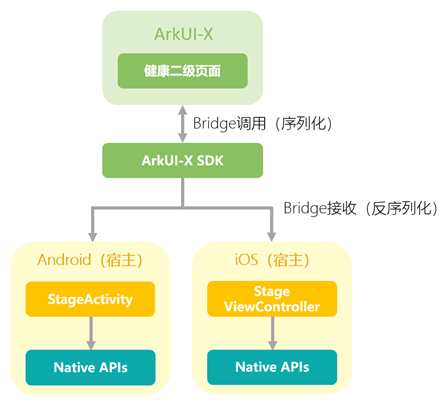 ArkUI-X
健康二级页面
Bridge调用（序列化）
ArkUI-X SDK
Bridge接收（反序列化）
Android（宿主）
StageActivity
Native APIs
iOS（宿主）
Stage
ViewController
Native APIs